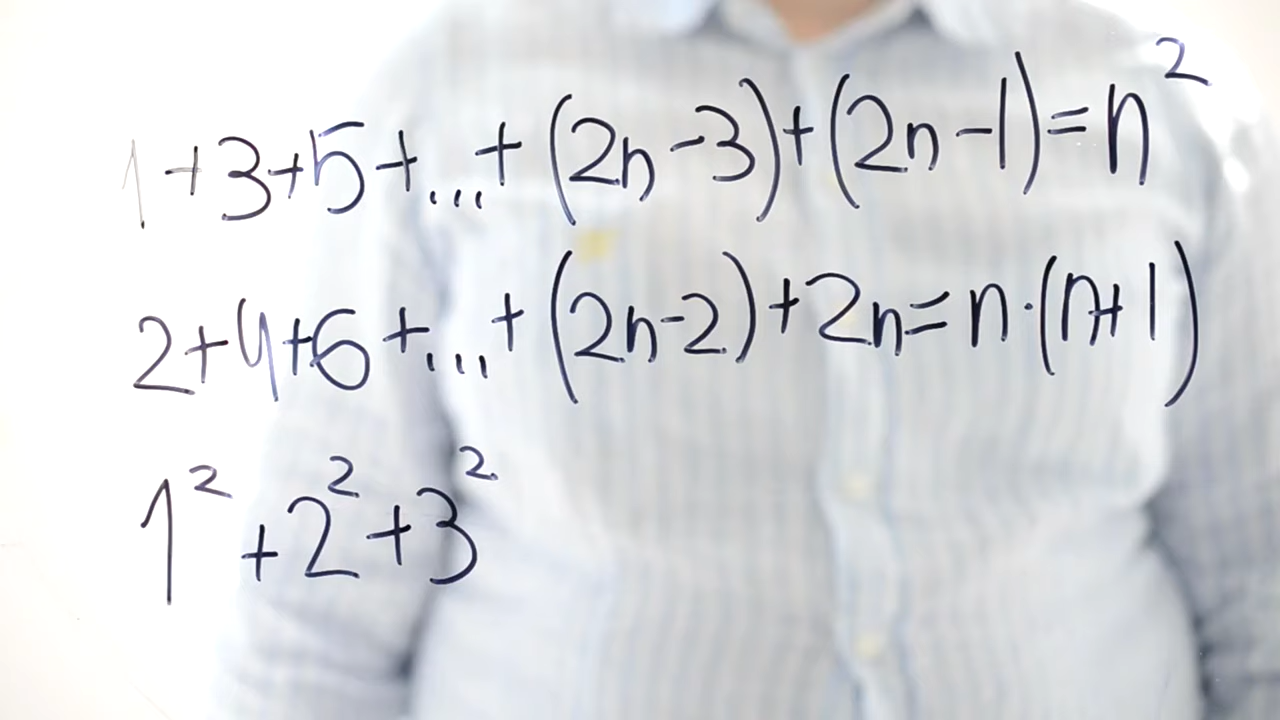 1+3+5+...+(2n-3)+(2n-1)=n²
2+4+6+...+(2n-2)+2n=n·(n+1)
1²+2²+3²